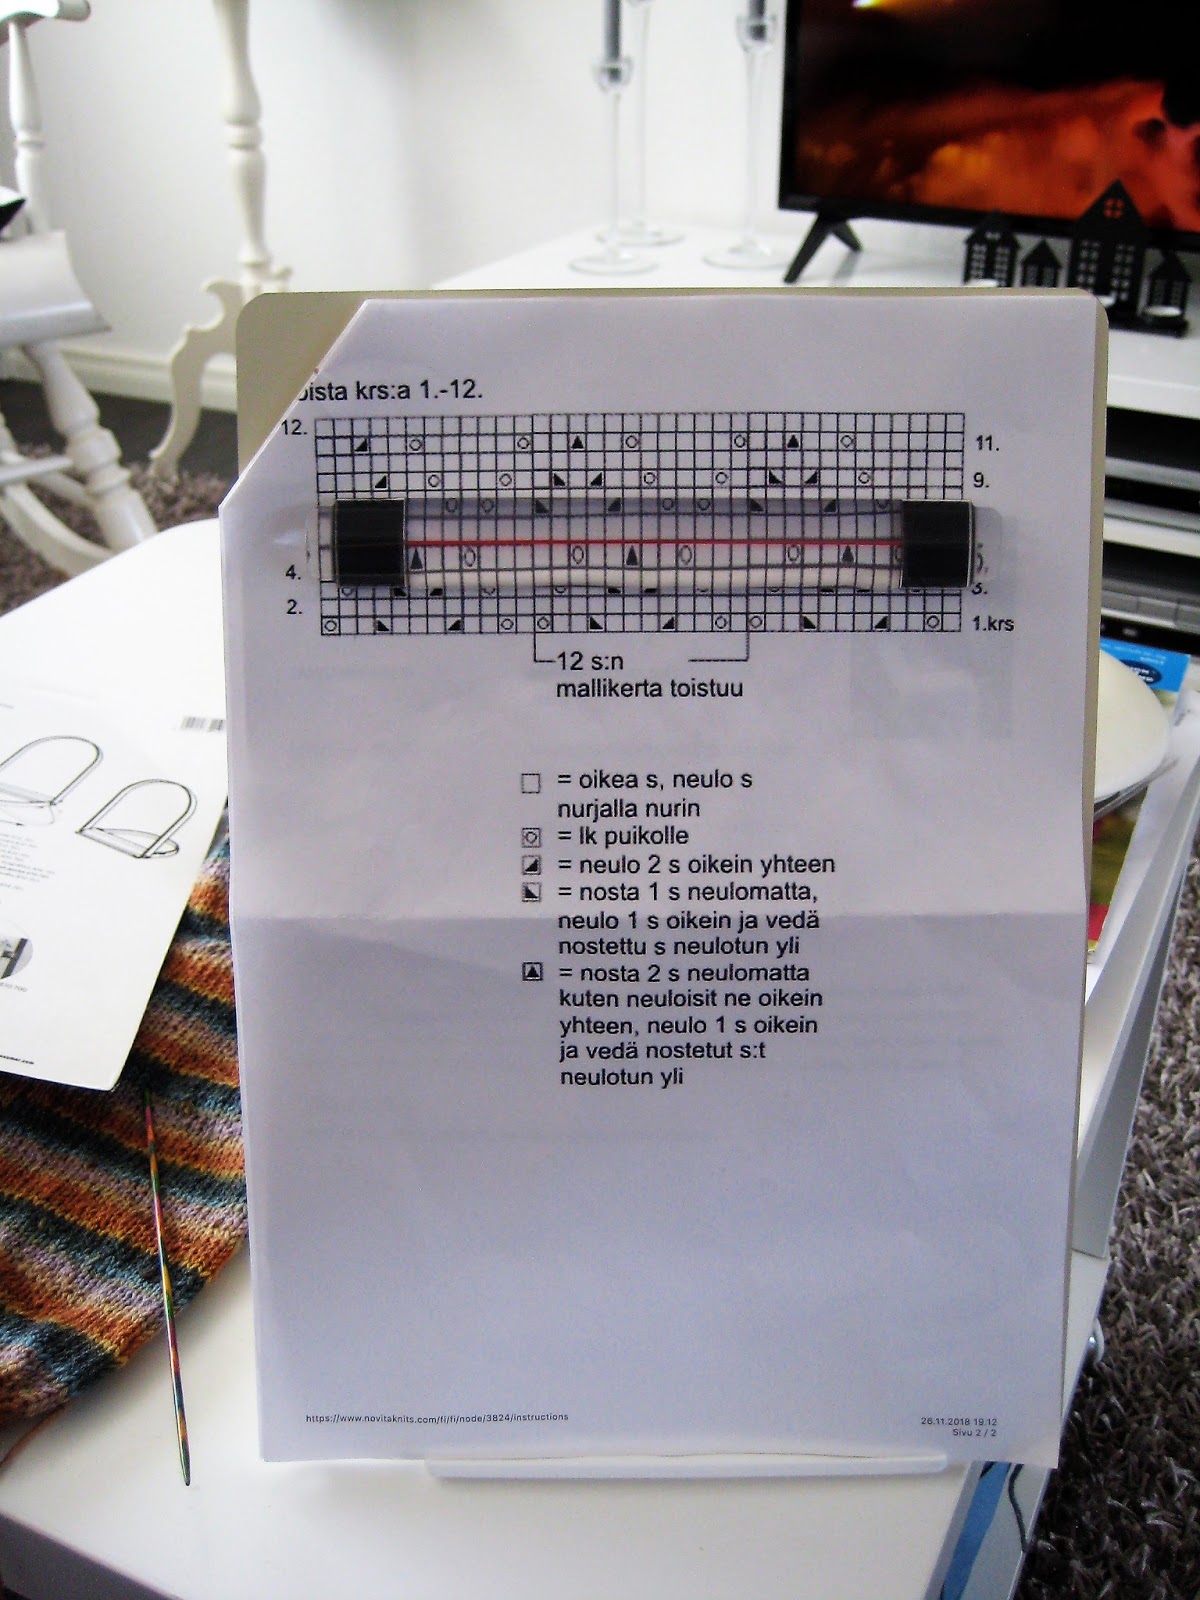 oista krs:a 1.-12.
12.
11.
9.
4.
3.
2.
1.krs
12 s:n
mallikerta toistuu
= oikea s, neulo s
nurjalla nurin
= lk puikolle
= neulo 2 s oikein yhteen
= nosta 1 s neulomatta,
neulo 1 s oikein ja vedä
nostettu s neulotun yli
= nosta 2 s neulomatta
kuten neuloisit ne oikein
yhteen, neulo 1 s oikein
ja vedä nostetut s:t
neulotun yli
https://www.novitaknits.com/fi/fi/node/3824/instructions
26.11.2018 19.12
Sivu 2 / 2